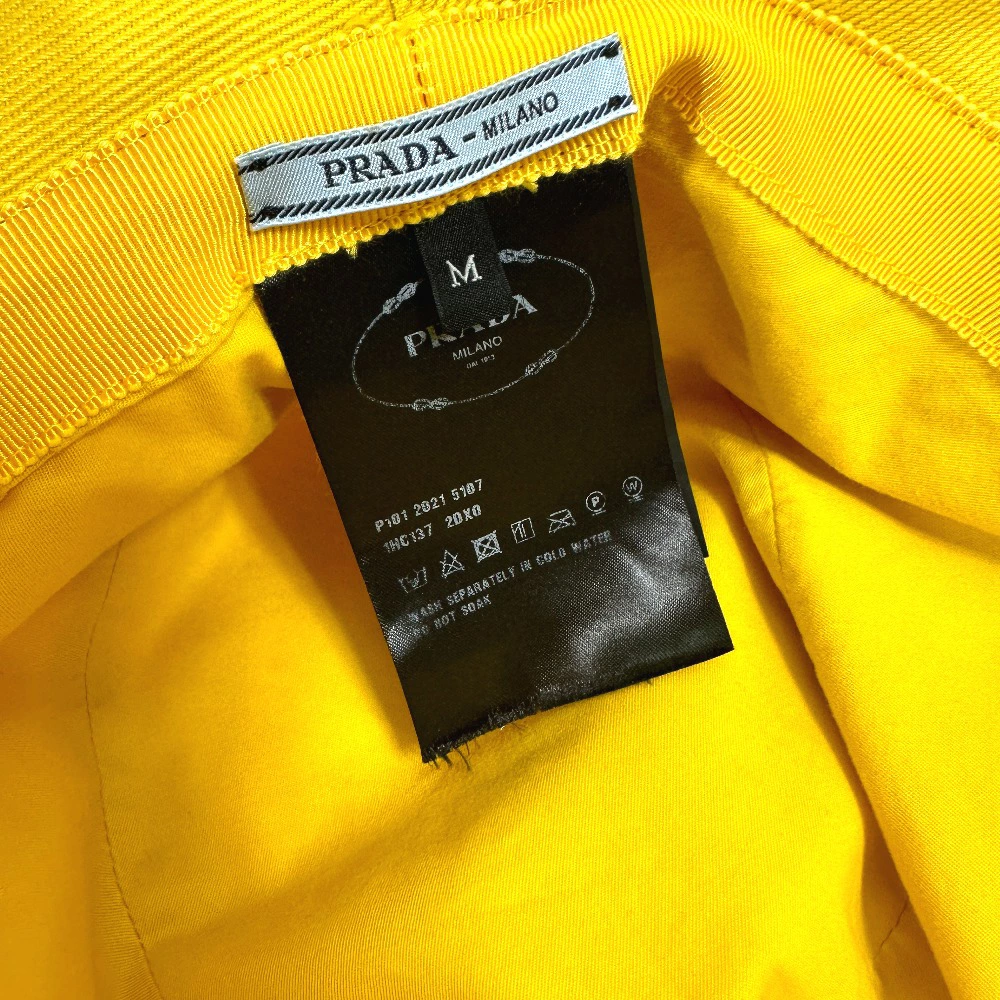 PRADA - MILANO
M
PRADA
MILANO
DAL 1913
P101 2021 5107
1HC137 2DX0
P W
WASH SEPARATELY IN COLD WATER
DO NOT SOAK